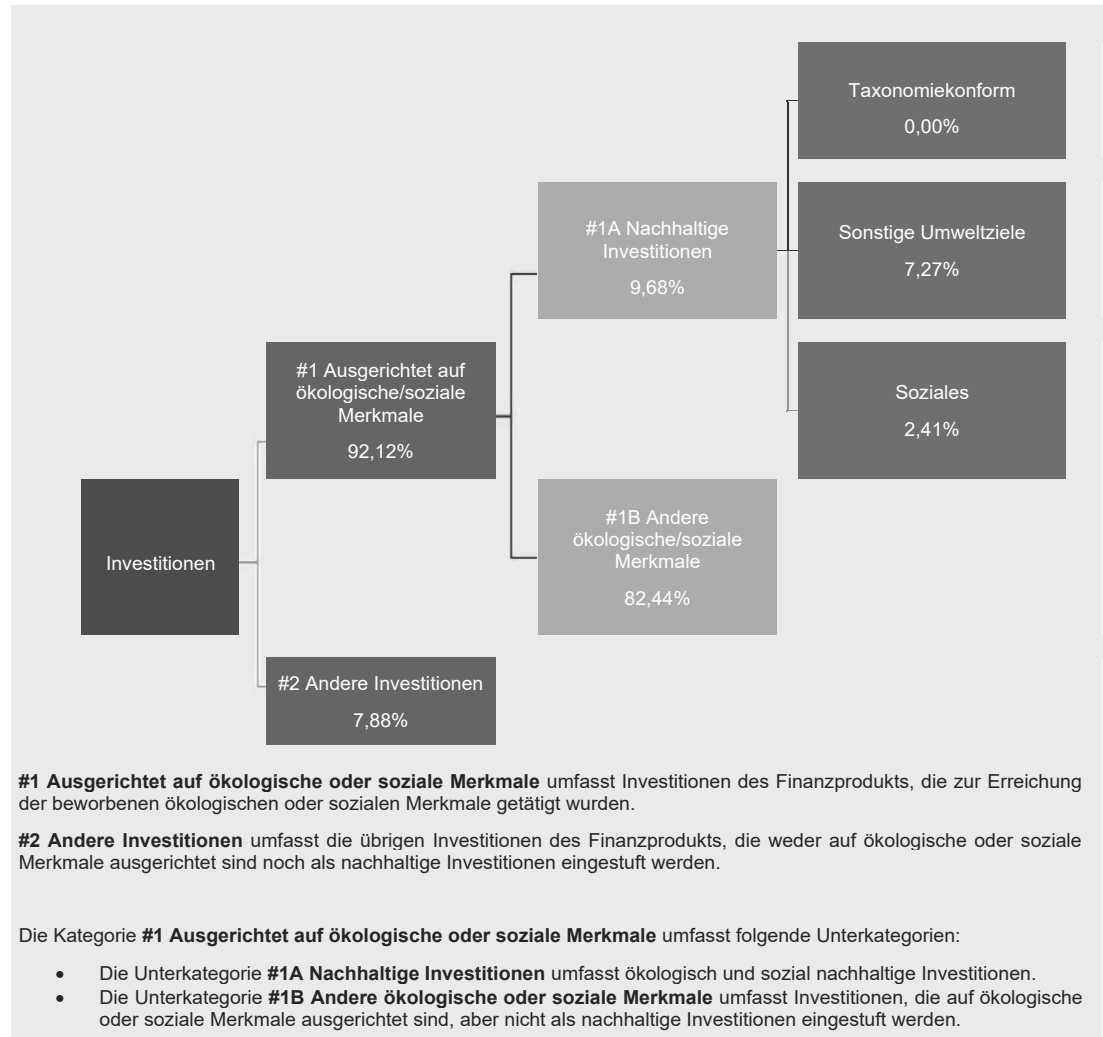 Taxonomiekonform
0,00%
#1A Nachhaltige
Investitionen
9,68%
Sonstige Umweltziele
7,27%
#1 Ausgerichtet auf
ökologische/soziale
Merkmale
92,12%
Soziales
2,41%
Investitionen
#1B Andere
ökologische/soziale
Merkmale
82,44%
#2 Andere Investitionen
7,88%
#1 Ausgerichtet auf ökologische oder soziale Merkmale umfasst Investitionen des Finanzprodukts, die zur Erreichung
der beworbenen ökologischen oder sozialen Merkmale getätigt wurden.
#2 Andere Investitionen umfasst die übrigen Investitionen des Finanzprodukts, die weder auf ökologische oder soziale
Merkmale ausgerichtet sind noch als nachhaltige Investitionen eingestuft werden.
Die Kategorie #1 Ausgerichtet auf ökologische oder soziale Merkmale umfasst folgende Unterkategorien:
• Die Unterkategorie #1A Nachhaltige Investitionen umfasst ökologisch und sozial nachhaltige Investitionen.
• Die Unterkategorie #1B Andere ökologische oder soziale Merkmale umfasst Investitionen, die auf ökologische
oder soziale Merkmale ausgerichtet sind, aber nicht als nachhaltige Investitionen eingestuft werden.